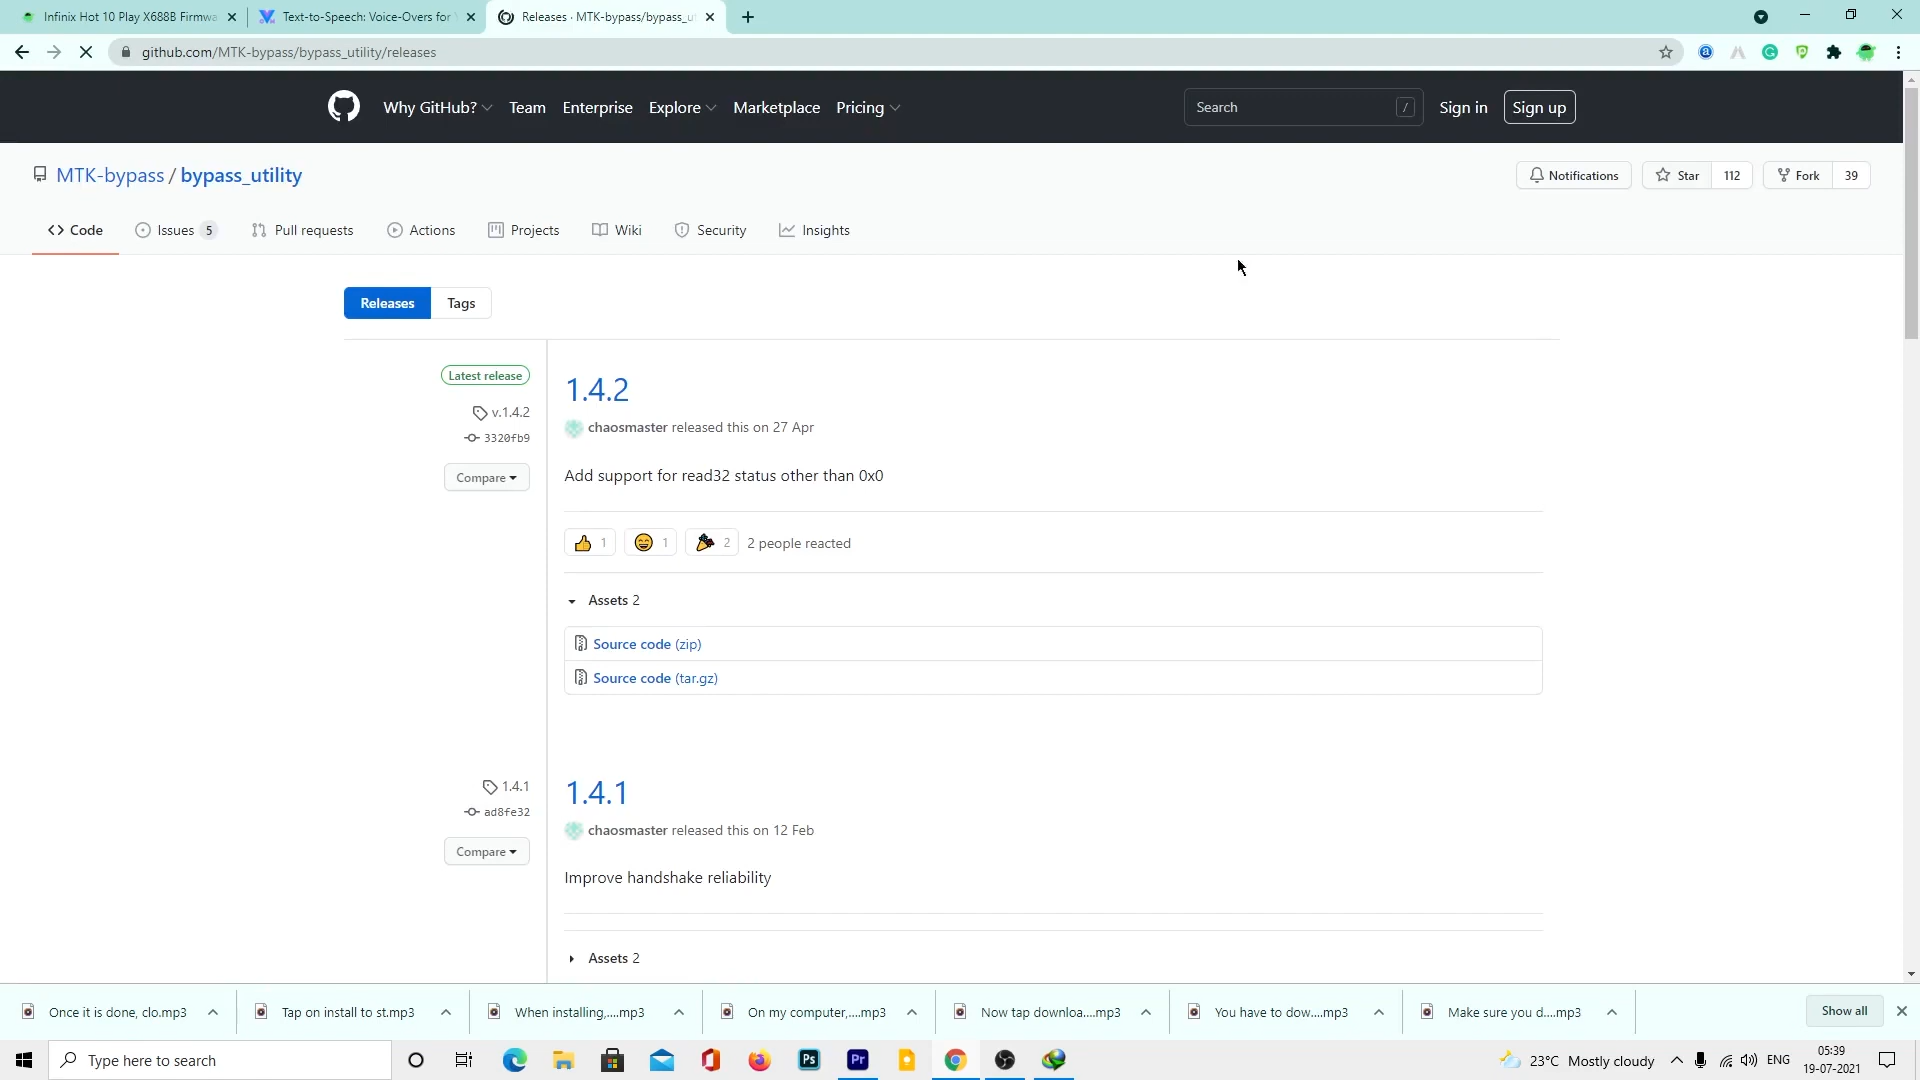 Infinix Hot 10 Play X688B Firmwa
Text-to-Speech: Voice-Overs for
Releases · MTK-bypass/bypass_ut
github.com/MTK-bypass/bypass_utility/releases
Why GitHub? Team Enterprise Explore Marketplace Pricing
Search /
Sign in Sign up
MTK-bypass / bypass_utility
Notifications Star 112 Fork 39
Code Issues 5 Pull requests Actions Projects Wiki Security Insights
Releases Tags
Latest release
v.1.4.2
3320fb9
Compare
1.4.2
chaosmaster released this on 27 Apr
Add support for read32 status other than 0x0
1 1 2 2 people reacted
Assets 2
Source code (zip)
Source code (tar.gz)
1.4.1
ad8fe32
Compare
1.4.1
chaosmaster released this on 12 Feb
Improve handshake reliability
Assets 2
Once it is done, clo.mp3
Tap on install to st.mp3
When installing,....mp3
On my computer,....mp3
Now tap downloa....mp3
You have to dow....mp3
Make sure you d....mp3
Show all
Type here to search
Ps
Pr
23°C Mostly cloudy
ENG
05:39
19-07-2021